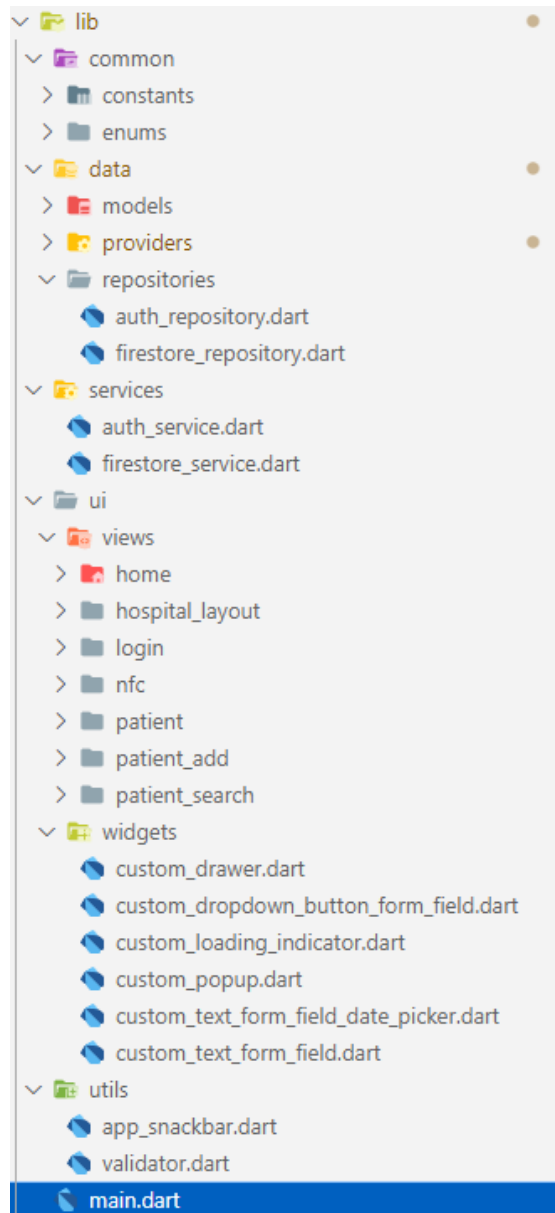 lib
common
constants
enums
data
models
providers
repositories
auth_repository.dart
firestore_repository.dart
services
auth_service.dart
firestore_service.dart
ui
views
home
hospital_layout
login
nfc
patient
patient_add
patient_search
widgets
custom_drawer.dart
custom_dropdown_button_form_field.dart
custom_loading_indicator.dart
custom_popup.dart
custom_text_form_field_date_picker.dart
custom_text_form_field.dart
utils
app_snackbar.dart
validator.dart
main.dart